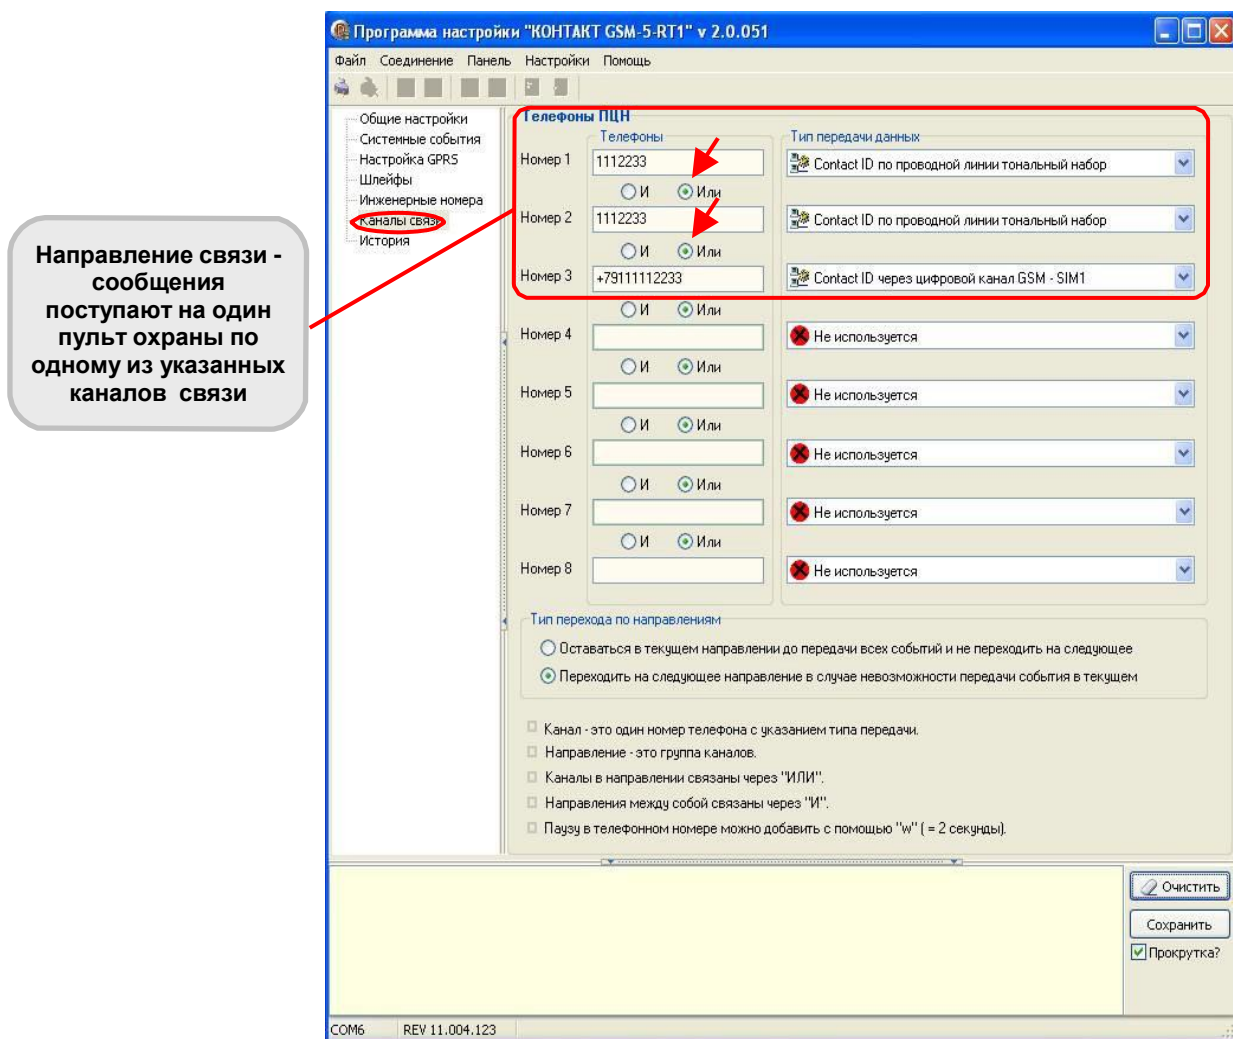 Программа настройки "КОНТАКТ GSM-5-RT1" v 2.0.051
Файл Соединение Панель Настройки Помощь
Общие настройки
Системные события
Настройка GPRS
Шлейфы
Инженерные номера
Каналы связи
История
Направление связи -
сообщения
поступают на один
пульт охраны по
одному из указанных
каналов связи
Телефоны ПЦН
Телефоны
Тип передачи данных
Номер 1 1112233 Contact ID по проводной линии тональный набор
И Или
Номер 2 1112233 Contact ID по проводной линии тональный набор
И Или
Номер 3 +79111112233 Contact ID через цифровой канал GSM - SIM1
И Или
Номер 4 Не используется
И Или
Номер 5 Не используется
И Или
Номер 6 Не используется
И Или
Номер 7 Не используется
И Или
Номер 8 Не используется
Тип перехода по направлениям
Оставаться в текущем направлении до передачи всех событий и не переходить на следующее
Переходить на следующее направление в случае невозможности передачи события в текущем
Канал - это один номер телефона с указанием типа передачи.
Направление - это группа каналов.
Каналы в направлении связаны через "ИЛИ".
Направления между собой связаны через "И".
Паузу в телефонном номере можно добавить с помощью "w" ( = 2 секунды).
Очистить
Сохранить
Прокрутка?
COM6 REV 11.004.123